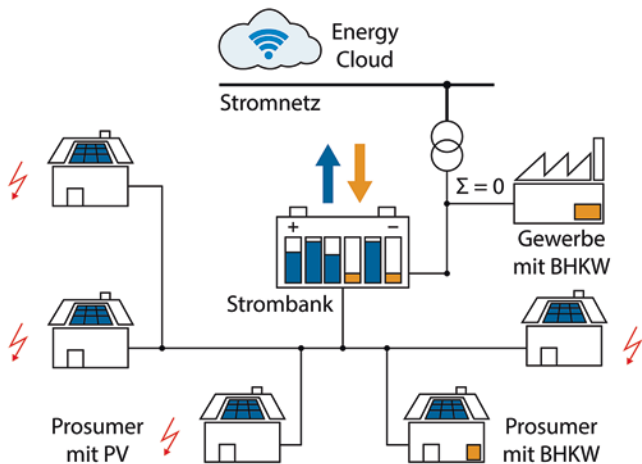 Energy
Cloud
Stromnetz
Σ = 0
+
−
Gewerbe
mit BHKW
Strombank
Prosumer
mit PV
Prosumer
mit BHKW